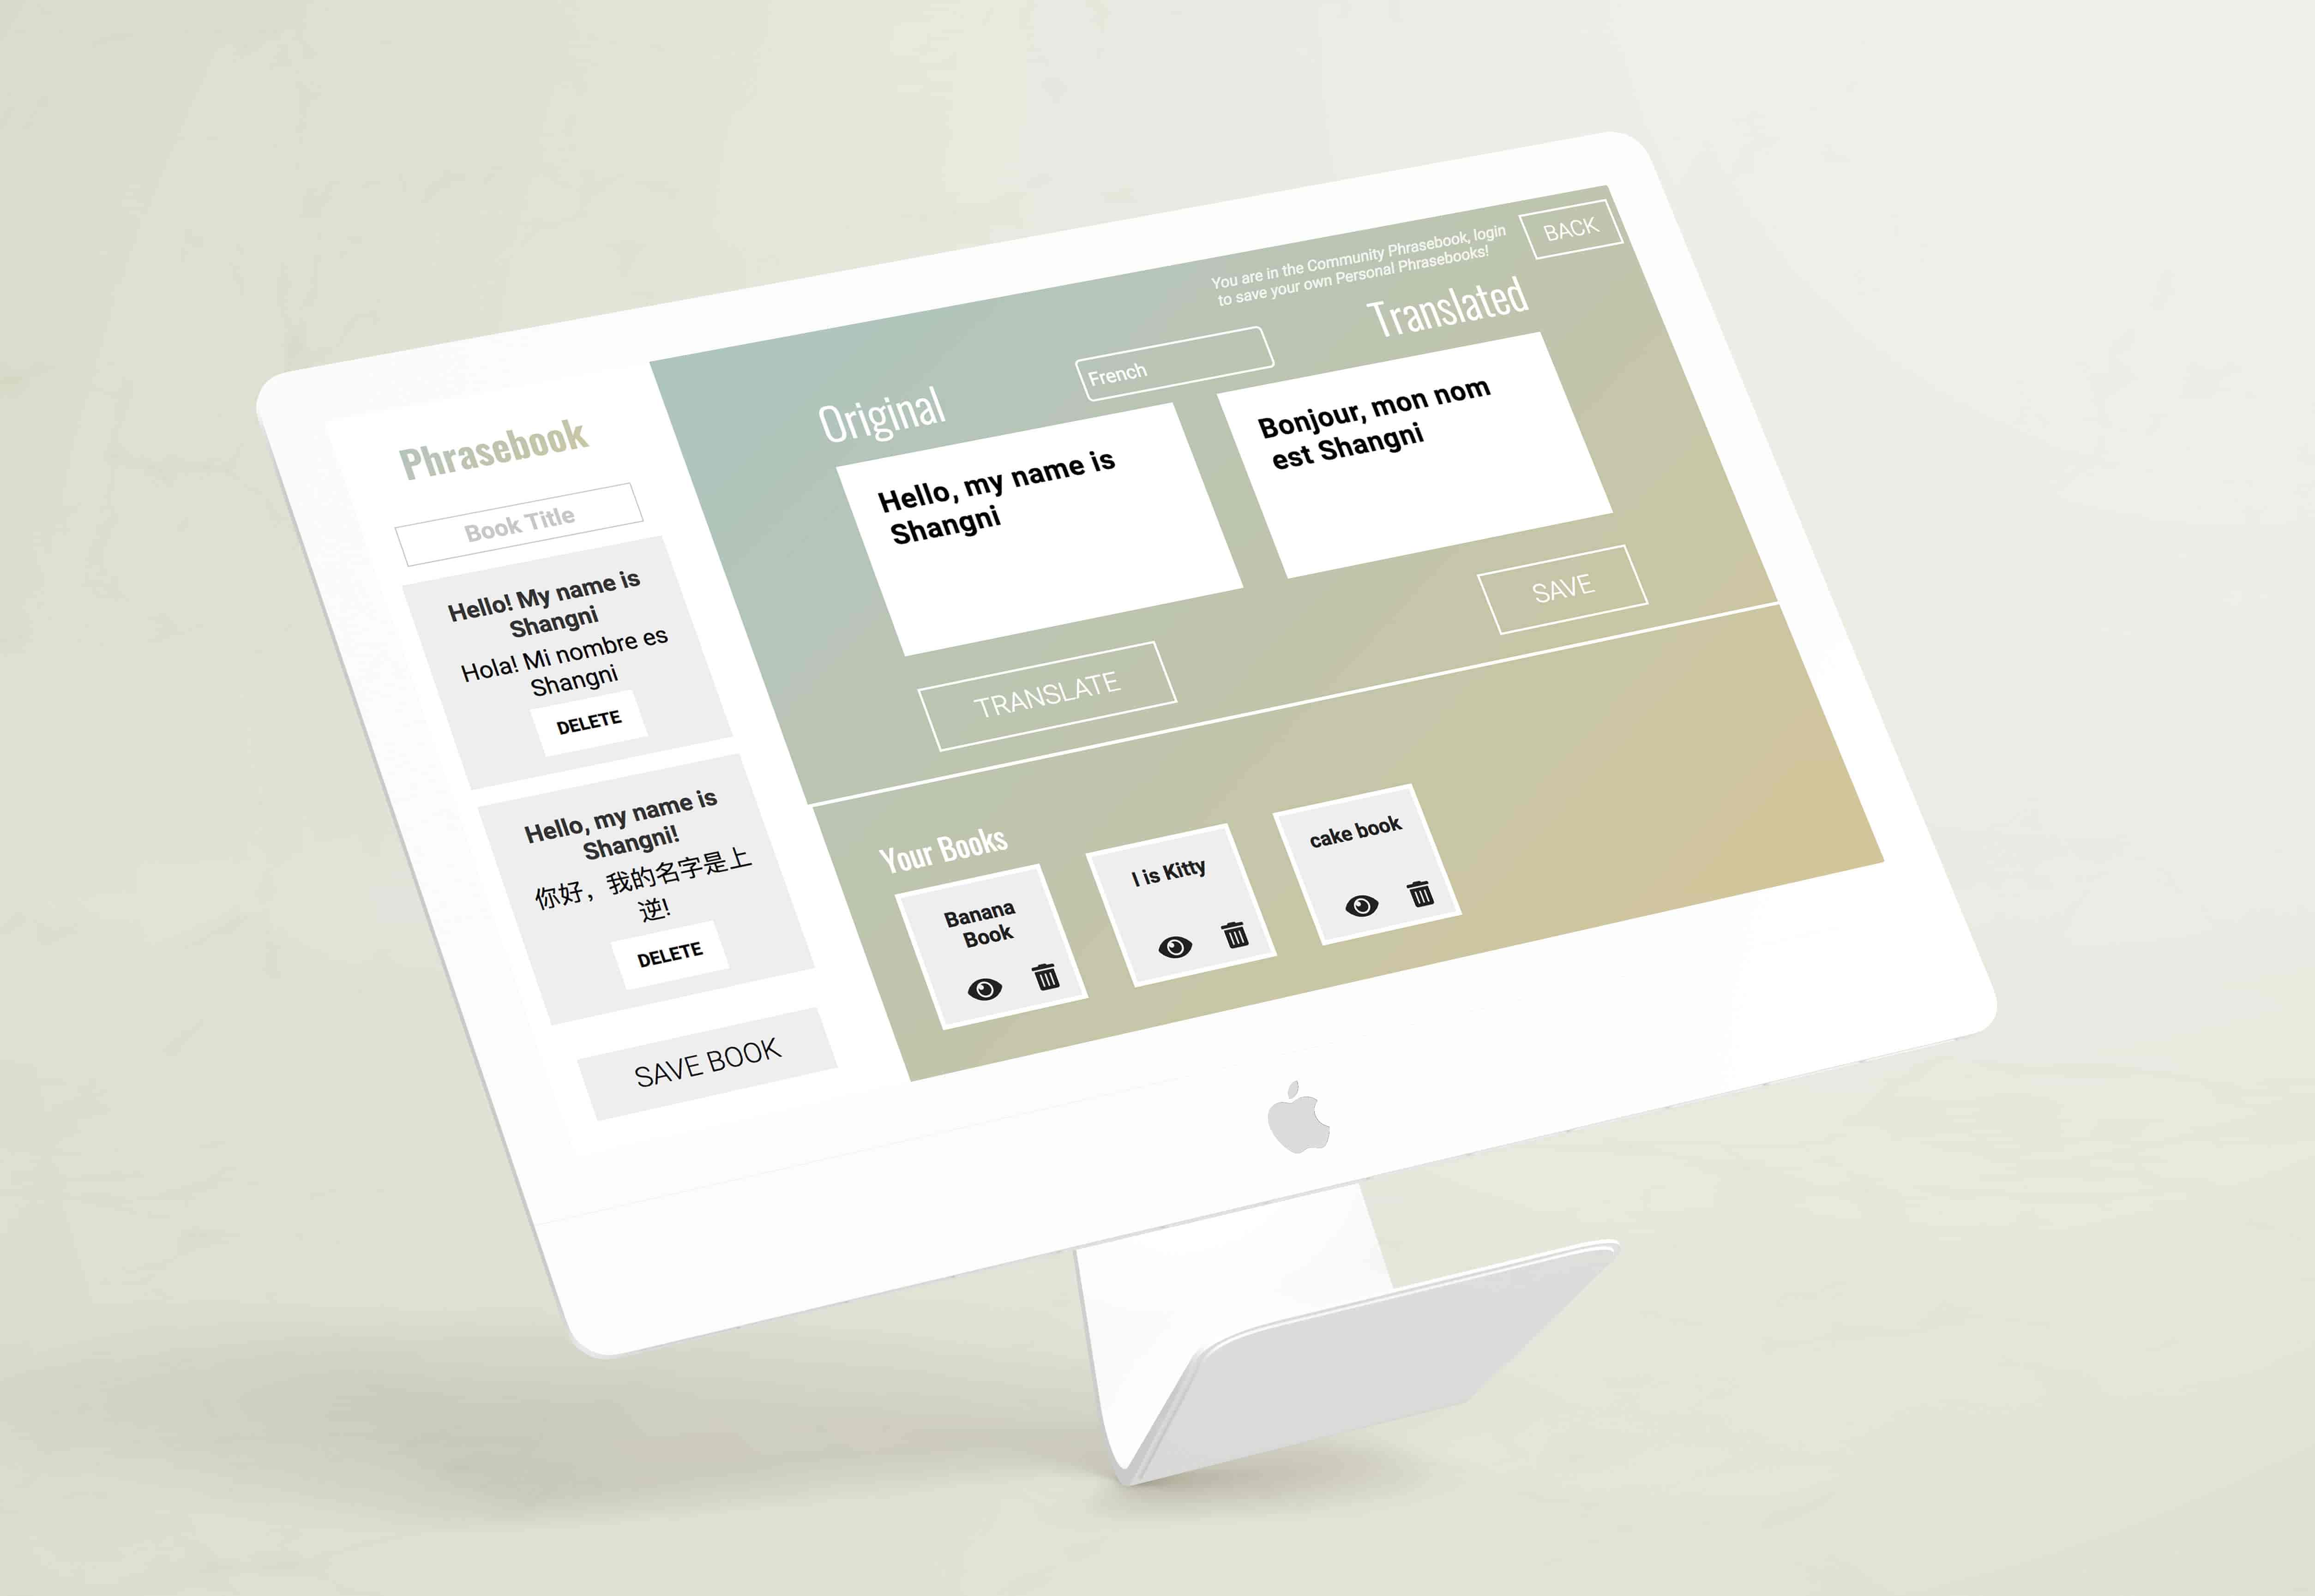 Phrasebook
Book Title
Hello! My name is
Shangni
Hola! Mi nombre es
Shangni
DELETE
Hello, my name is
Shangni!
你好，我的名字是上
逆!
DELETE
SAVE BOOK
You are in the Community Phrasebook, login
to save your own Personal Phrasebooks!
BACK
Original
French
Translated
Hello, my name is
Shangni
Bonjour, mon nom
est Shangni
TRANSLATE
SAVE
Your Books
Banana
Book
I is Kitty
cake book